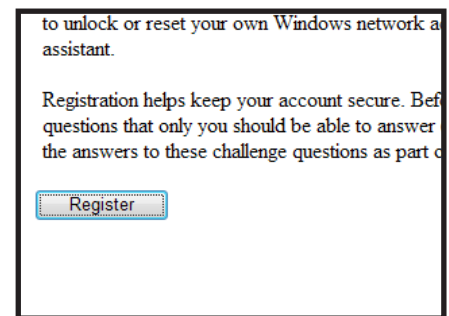 to unlock or reset your own Windows network
assistant.
Registration helps keep your account secure.
questions that only you should be able to answer
the answers to these challenge questions as part
Register